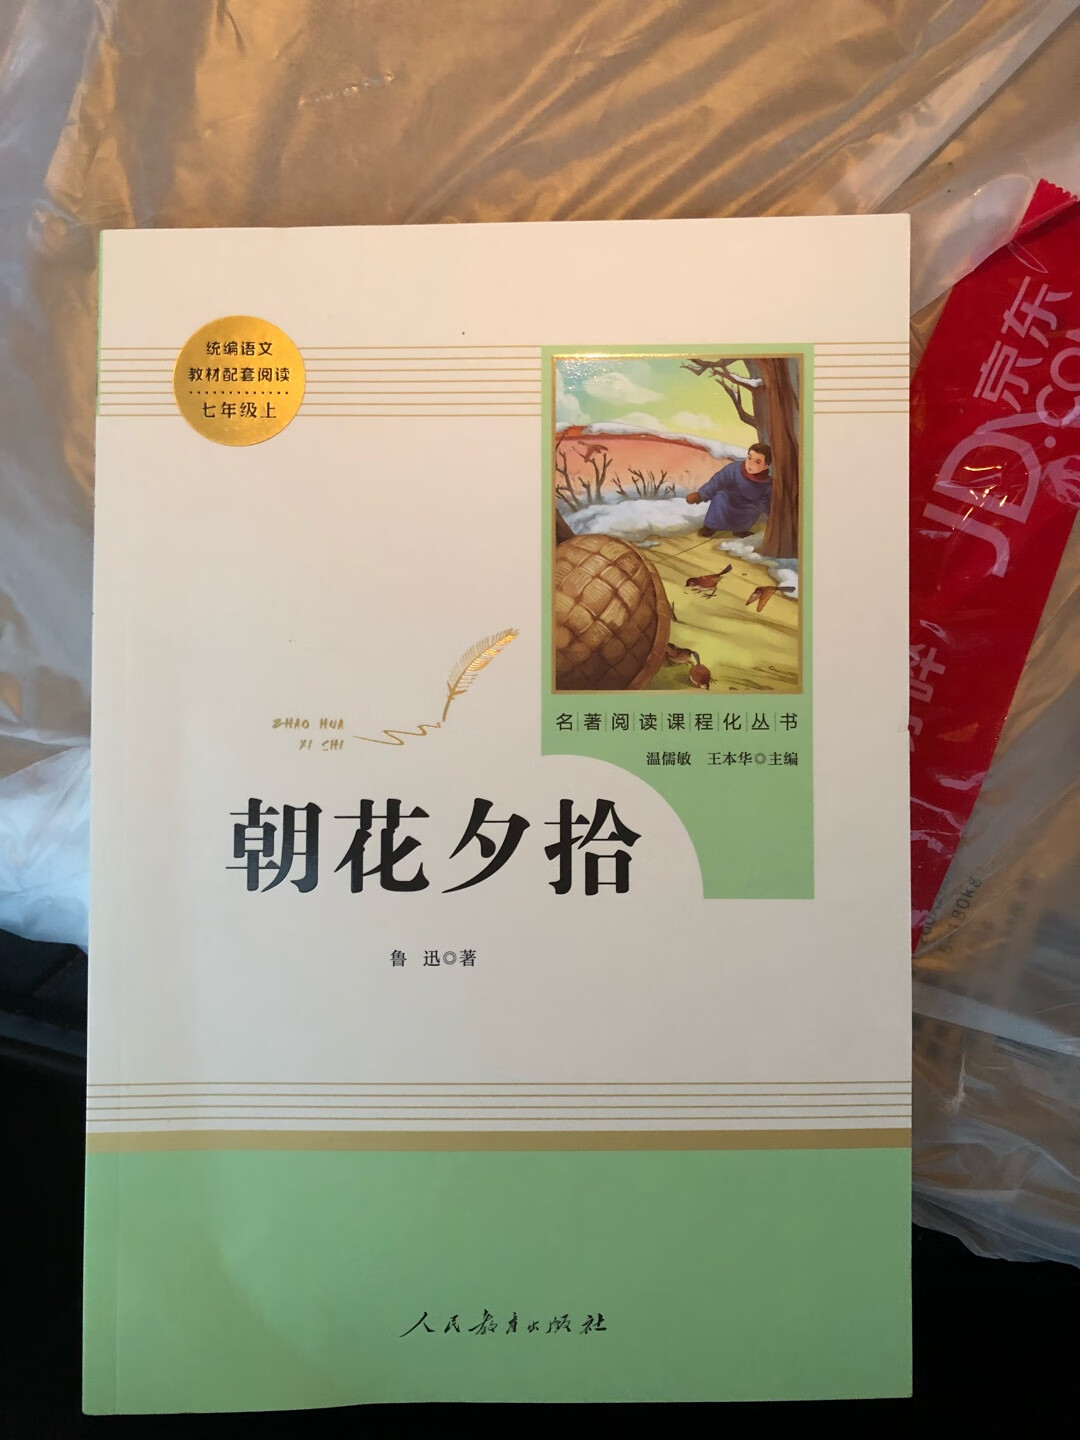 统编语文
教材配套阅读
七年级上
名著阅读课程化丛书
温儒敏 王本华◎主编
ZHAO HUA
XI SHI
朝花夕拾
鲁 迅◎著
人民教育出版社
京东
JD.CO